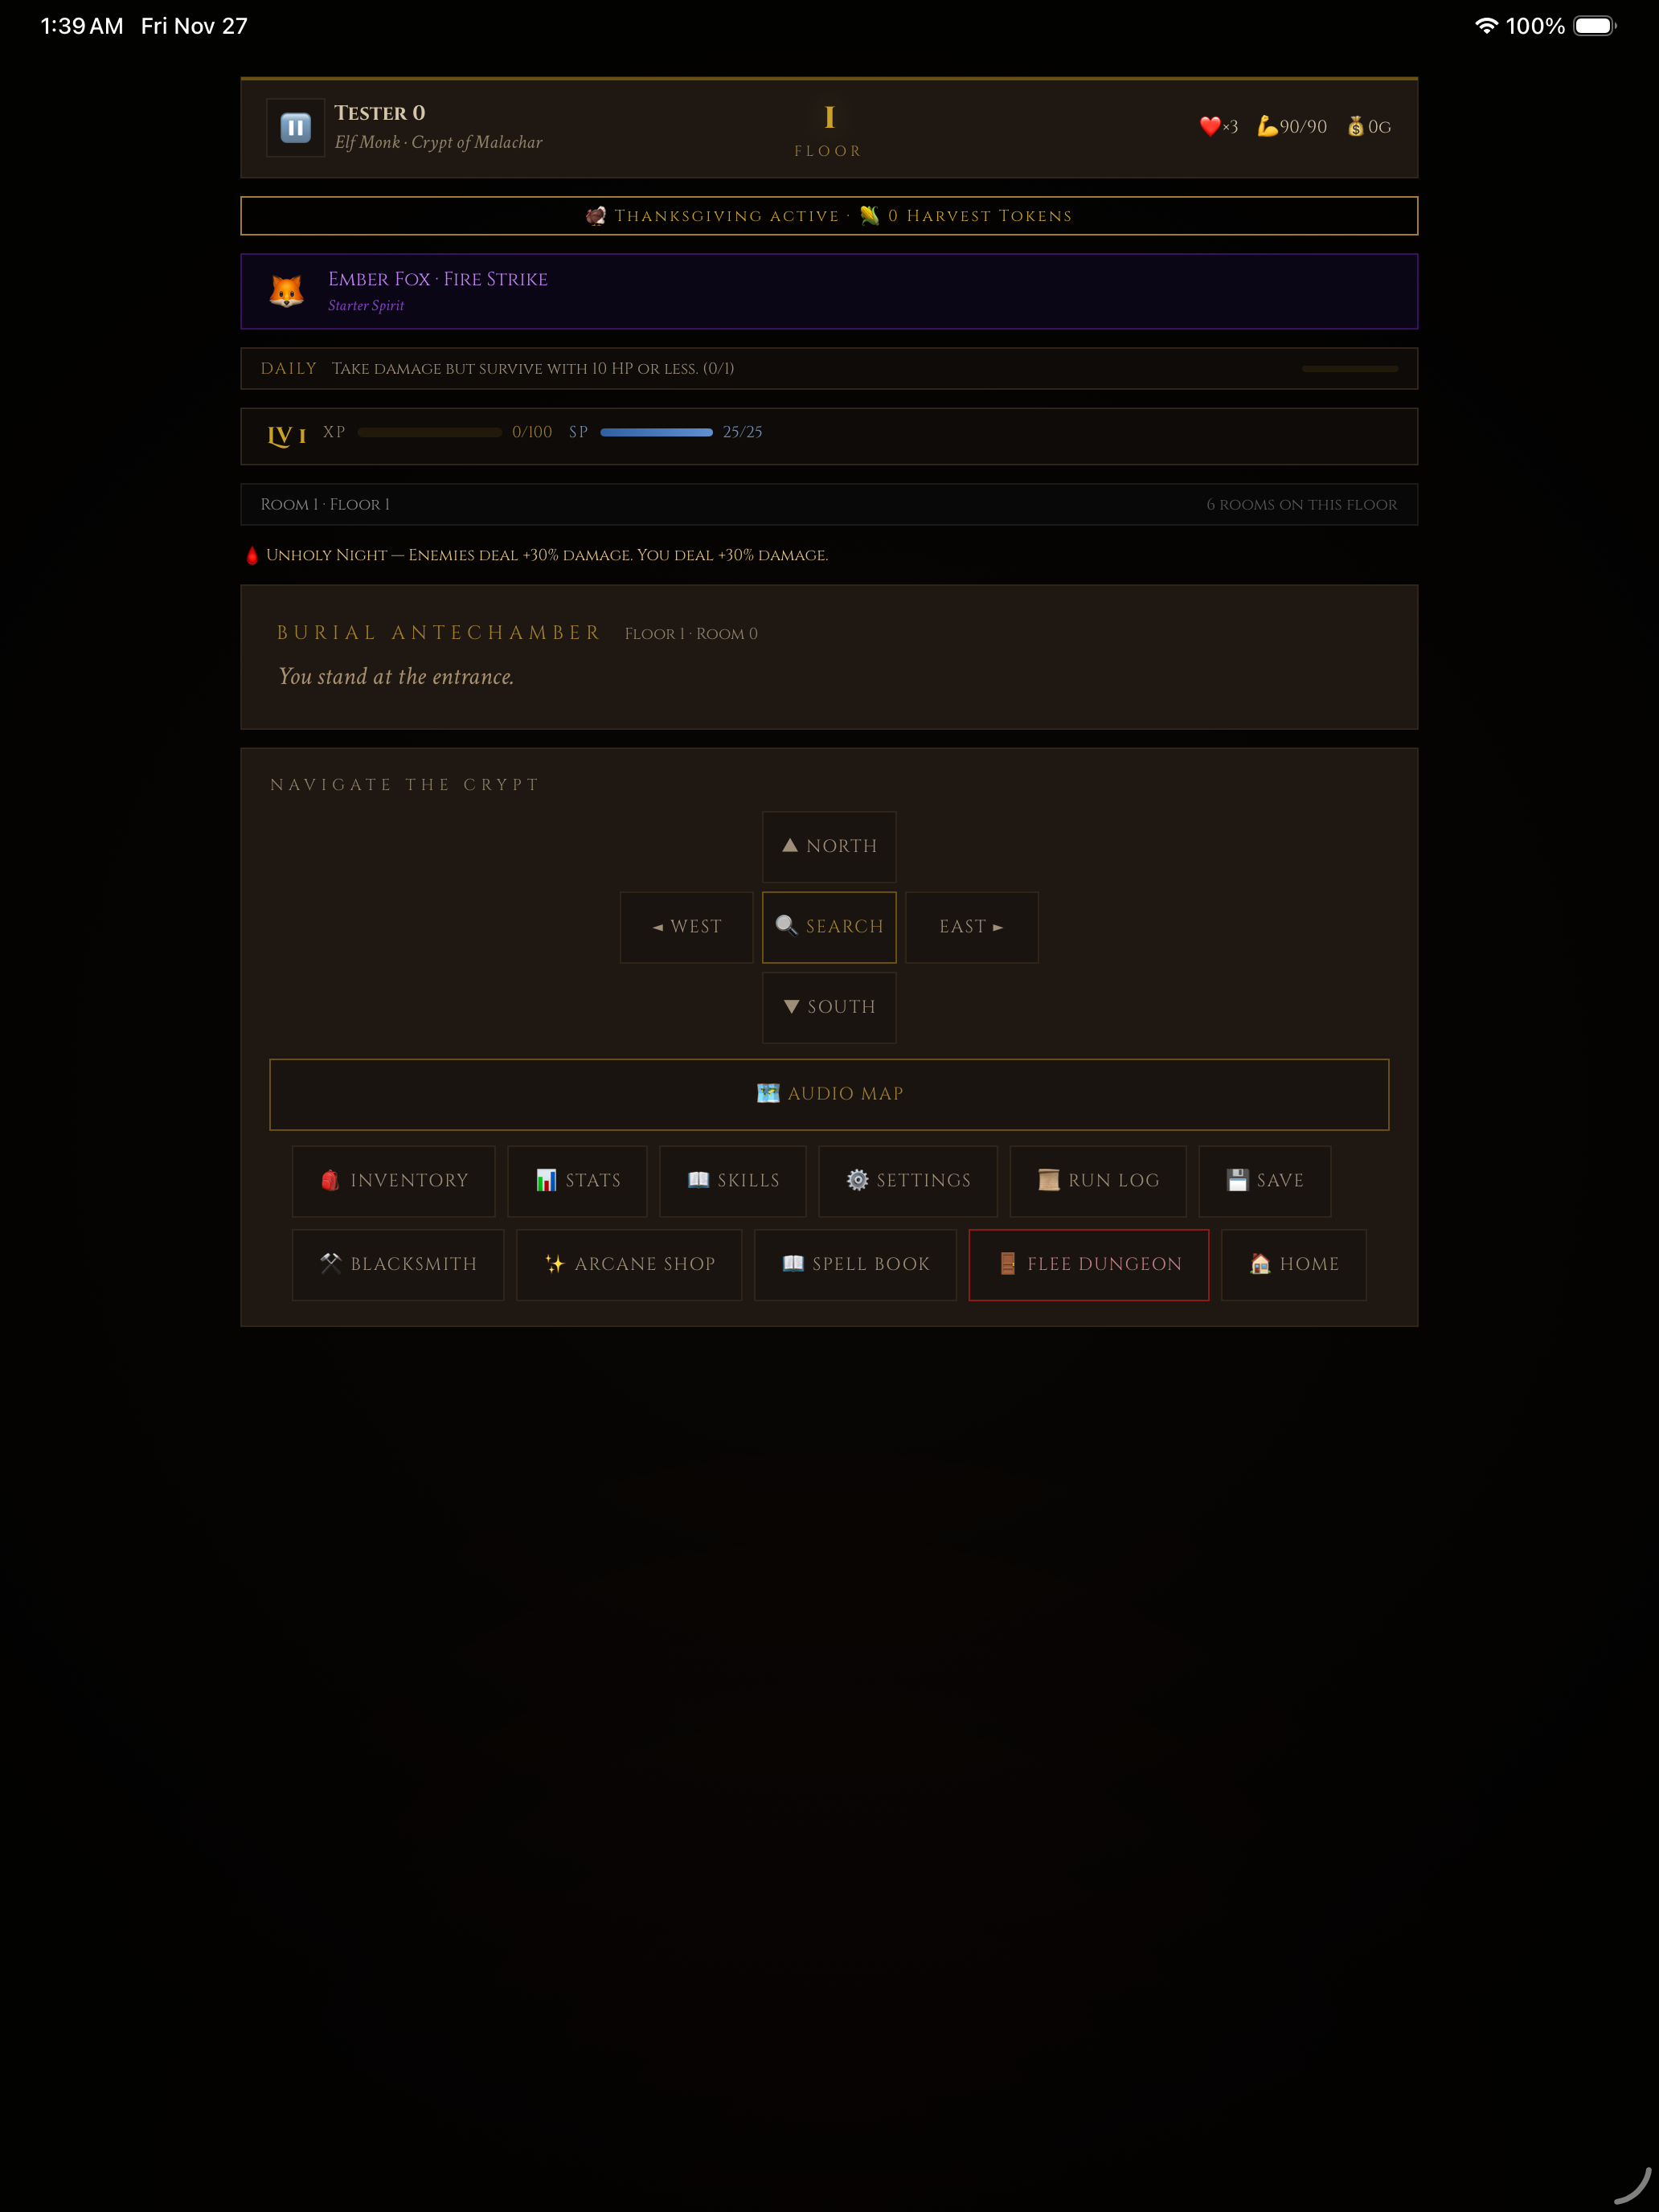 1:39 AM Fri Nov 27 100%
Tester 0
Elf Monk · Crypt of Malachar
I
FLOOR
×3 90/90 0G
Thanksgiving active · 0 Harvest Tokens
Ember Fox · Fire Strike
Starter Spirit
DAILY Take damage but survive with 10 HP or less. (0/1)
LV 1 XP 0/100 SP 25/25
Room 1 · Floor 1 6 rooms on this floor
Unholy Night — Enemies deal +30% damage. You deal +30% damage.
BURIAL ANTECHAMBER Floor 1 · Room 0
You stand at the entrance.
NAVIGATE THE CRYPT
▲ NORTH
◄ WEST SEARCH EAST ►
▼ SOUTH
AUDIO MAP
INVENTORY STATS SKILLS SETTINGS RUN LOG SAVE
BLACKSMITH ARCANE SHOP SPELL BOOK FLEE DUNGEON HOME